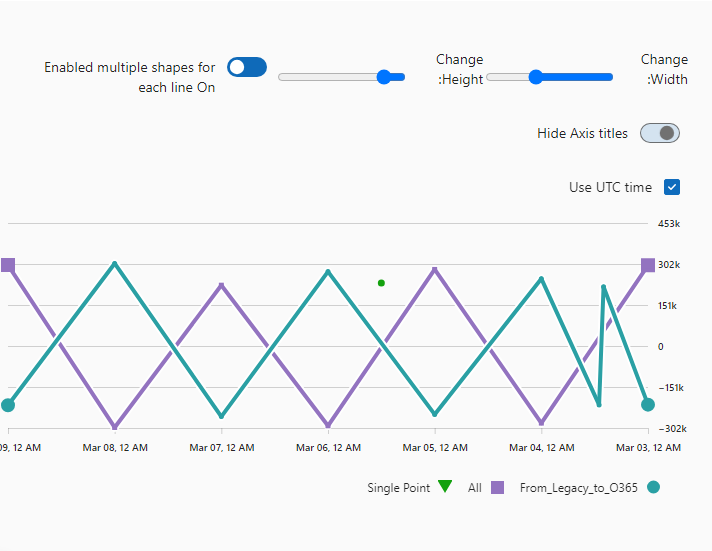 Enabled multiple shapes for
each line On
Change
:Height
Change
:Width
Hide Axis titles
Use UTC time
453k
302k
151k
0
−151k
−302k
09, 12 AM
Mar 08, 12 AM
Mar 07, 12 AM
Mar 06, 12 AM
Mar 05, 12 AM
Mar 04, 12 AM
Mar 03, 12 AM
Single Point
All
From_Legacy_to_O365